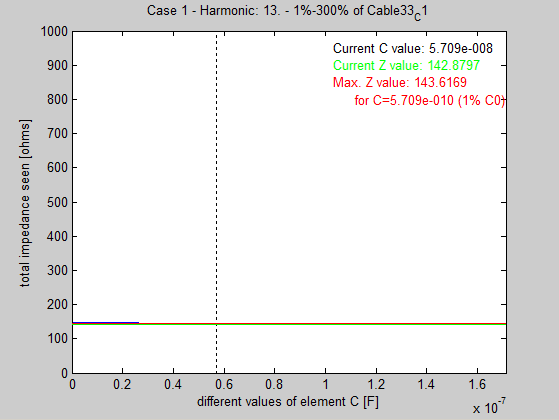 Case 1 - Harmonic: 13. - 1%-300% of Cable33_C1
Current C value: 5.709e-008
Current Z value: 142.8797
Max. Z value: 143.6169
for C=5.709e-010 (1% C0)
total impedance seen [ohms]
1000
900
800
700
600
500
400
300
200
100
0
0 0.2 0.4 0.6 0.8 1 1.2 1.4 1.6
x 10^-7
different values of element C [F]